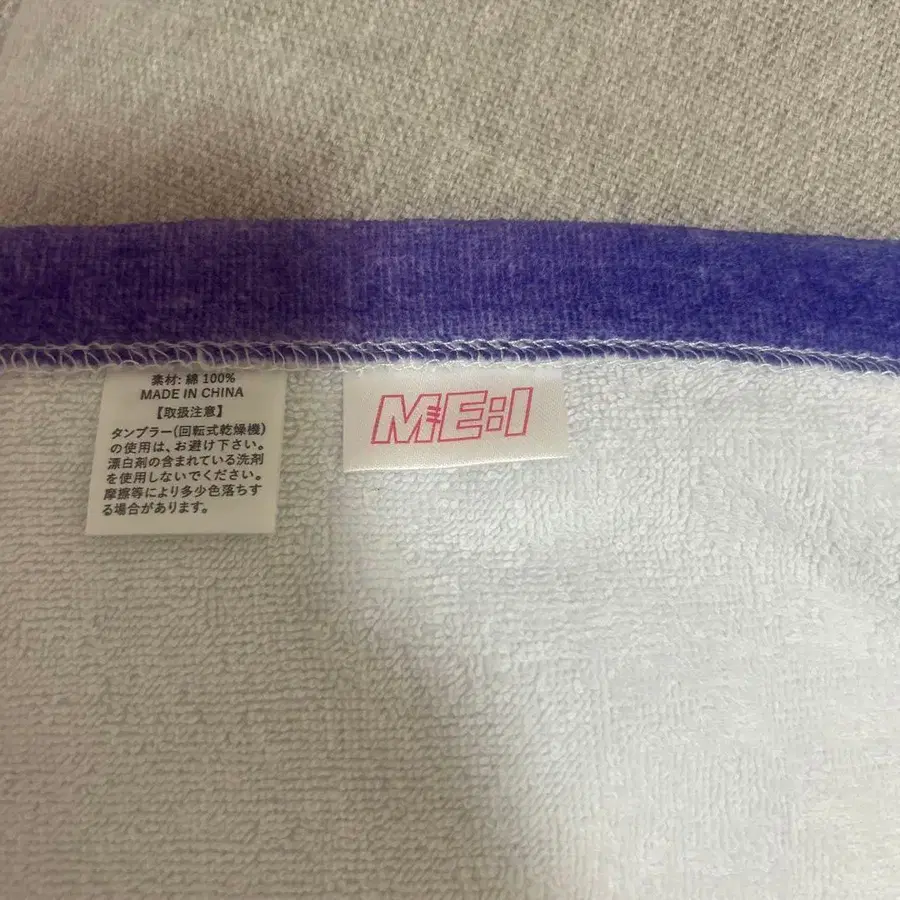 素材: 綿 100%
MADE IN CHINA
【取扱注意】
タンブラー(回転式乾燥機)
の使用は、お避け下さい。
漂白剤の含まれている洗剤
を使用しないでください。
摩擦等により多少色落ちす
る場合があります。
ME:I